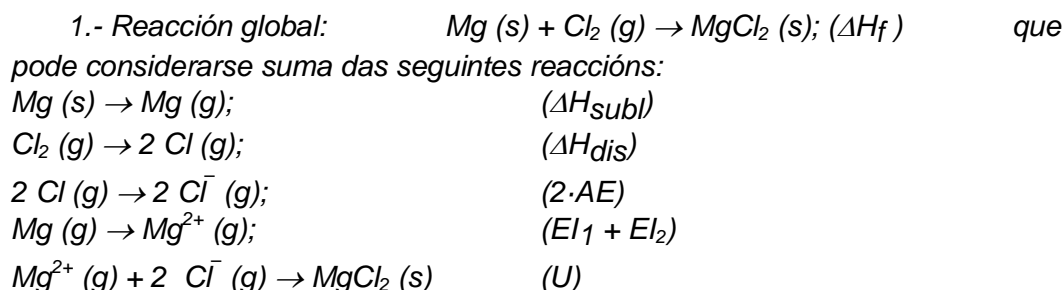 1.- Reacción global: Mg (s) + Cl₂ (g) → MgCl₂ (s); (ΔHf ) que
pode considerarse suma das seguintes reaccións:
Mg (s) → Mg (g); (ΔHsubl)
Cl₂ (g) → 2 Cl (g); (ΔHdis)
2 Cl (g) → 2 Cl⁻ (g); (2·AE)
Mg (g) → Mg²⁺ (g); (EI₁ + EI₂)
Mg²⁺ (g) + 2 Cl⁻ (g) → MgCl₂ (s) (U)